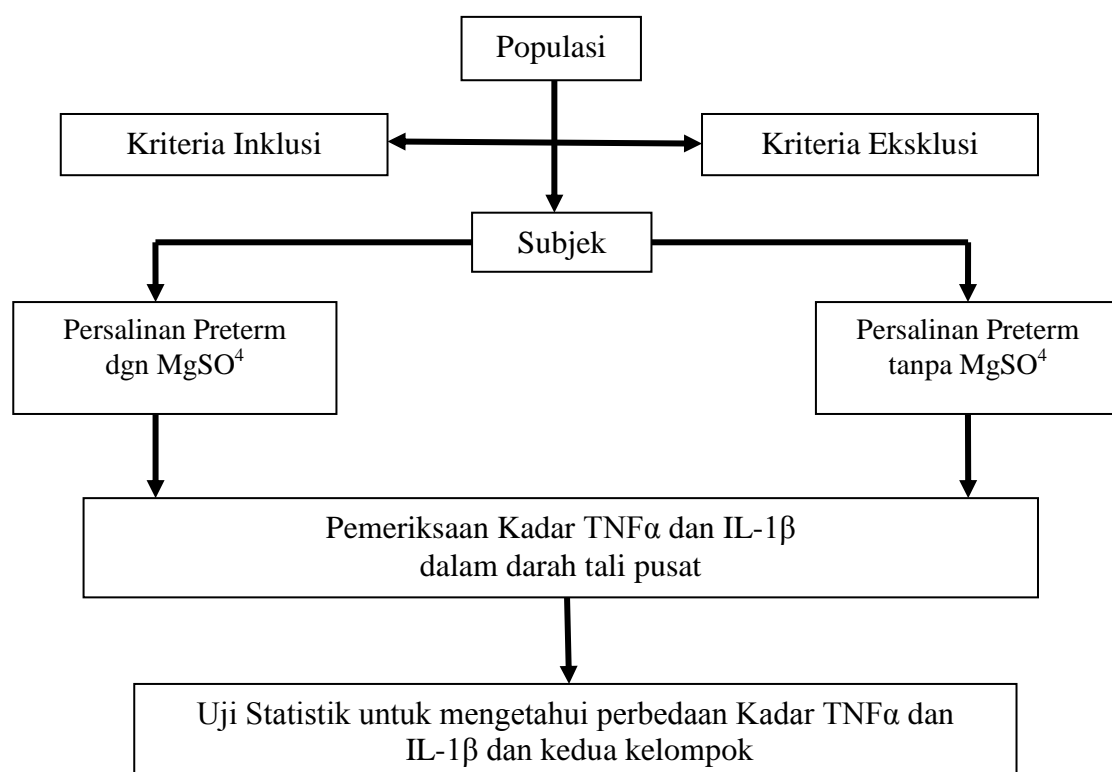 Populasi
Kriteria Inklusi
Kriteria Eksklusi
Subjek
Persalinan Preterm
dgn MgSO⁴
Persalinan Preterm
tanpa MgSO⁴
Pemeriksaan Kadar TNFα dan IL-1β
dalam darah tali pusat
Uji Statistik untuk mengetahui perbedaan Kadar TNFα dan
IL-1β dan kedua kelompok